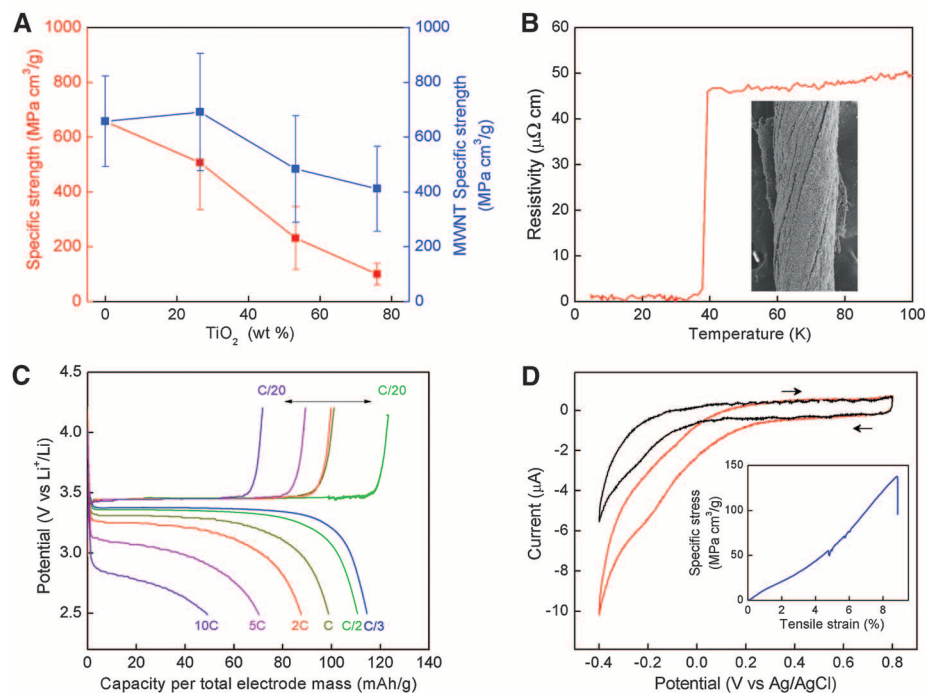 A
1000
800
600
400
200
0
Specific strength (MPa cm³/g)
1000
800
600
400
200
0
MWNT Specific strength
(MPa cm³/g)
0 20 40 60 80
TiO₂ (wt %)
B
60
50
40
30
20
10
0
Resistivity (μΩ cm)
0 20 40 60 80 100
Temperature (K)
C
4.5
4.0
3.5
3.0
2.5
Potential (V vs Li⁺/Li)
C/20 C/20
10C 5C 2C C C/2 C/3
0 20 40 60 80 100 120 140
Capacity per total electrode mass (mAh/g)
D
0
-2
-4
-6
-8
-10
Current (μA)
150
100
50
0
Specific stress
(MPa cm³/g)
0 2 4 6 8
Tensile strain (%)
-0.4 -0.2 0.0 0.2 0.4 0.6 0.8
Potential (V vs Ag/AgCl)